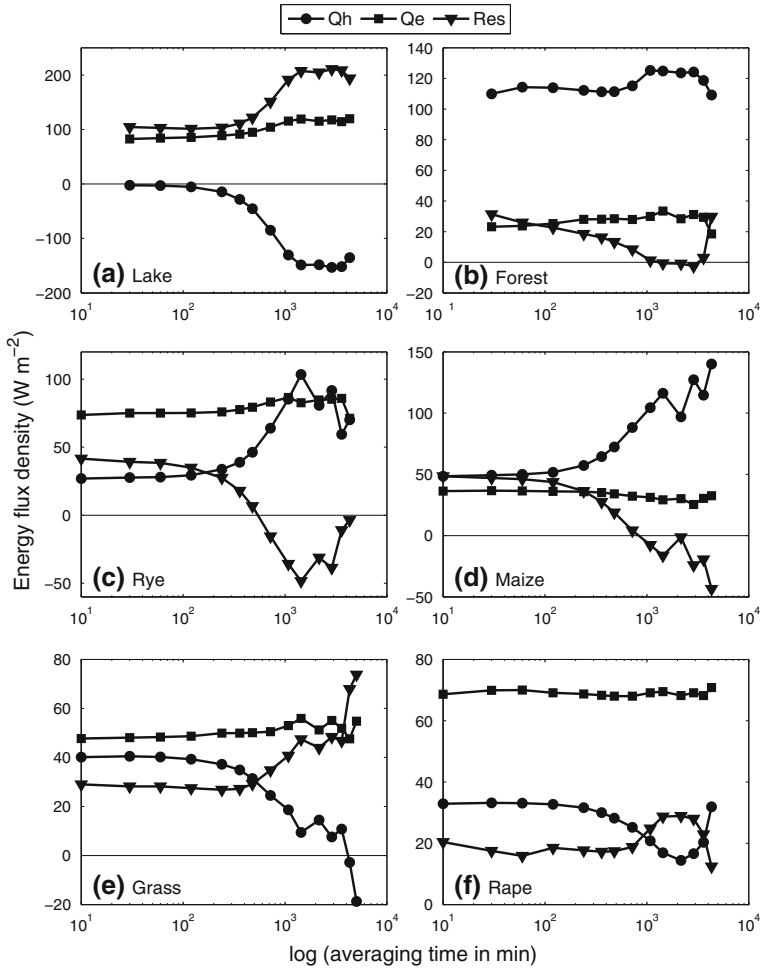 Qh Qe Res
200
100
0
−100
−200
10^1 10^2 10^3 10^4
(a) Lake
140
120
100
80
60
40
20
0
−20
10^1 10^2 10^3 10^4
(b) Forest
100
50
0
−50
10^1 10^2 10^3 10^4
(c) Rye
150
100
50
0
−50
10^1 10^2 10^3 10^4
(d) Maize
80
60
40
20
0
−20
10^1 10^2 10^3 10^4
(e) Grass
100
80
60
40
20
0
10^1 10^2 10^3 10^4
(f) Rape
Energy flux density (W m^−2)
log (averaging time in min)